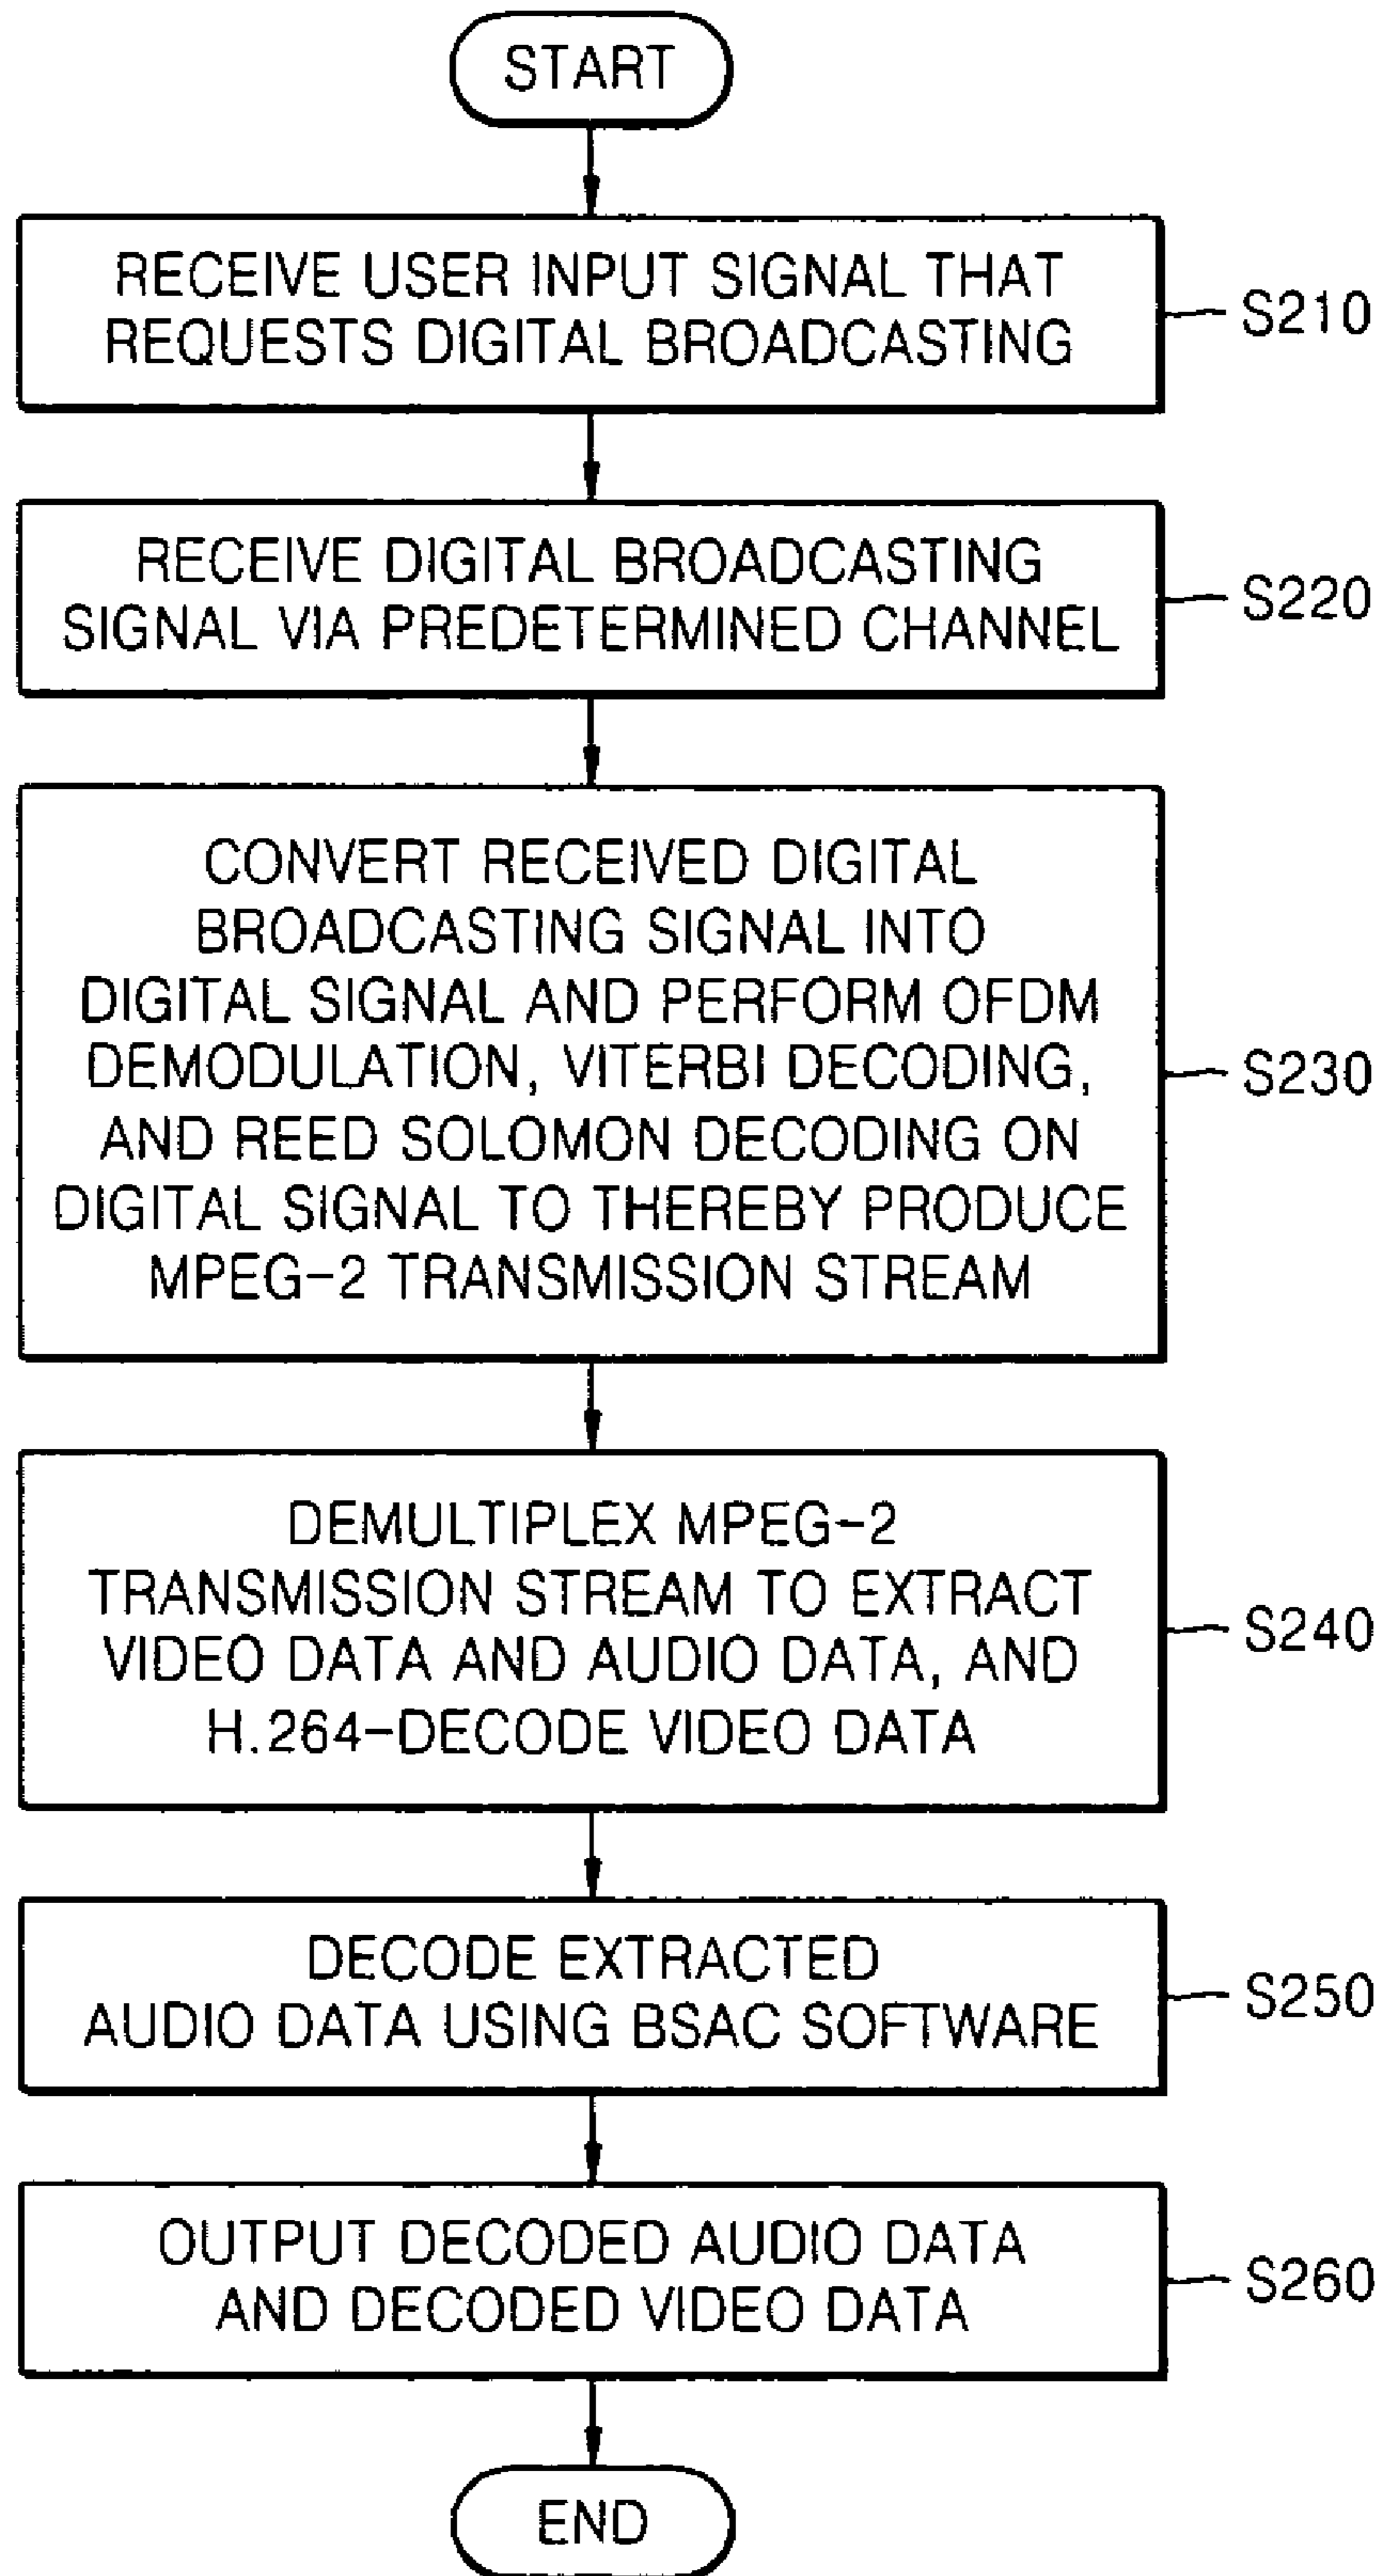 START
RECEIVE USER INPUT SIGNAL THAT
REQUESTS DIGITAL BROADCASTING
S210
RECEIVE DIGITAL BROADCASTING
SIGNAL VIA PREDETERMINED CHANNEL
S220
CONVERT RECEIVED DIGITAL
BROADCASTING SIGNAL INTO
DIGITAL SIGNAL AND PERFORM OFDM
DEMODULATION, VITERBI DECODING,
AND REED SOLOMON DECODING ON
DIGITAL SIGNAL TO THEREBY PRODUCE
MPEG-2 TRANSMISSION STREAM
S230
DEMULTIPLEX MPEG-2
TRANSMISSION STREAM TO EXTRACT
VIDEO DATA AND AUDIO DATA, AND
H.264-DECODE VIDEO DATA
S240
DECODE EXTRACTED
AUDIO DATA USING BSAC SOFTWARE
S250
OUTPUT DECODED AUDIO DATA
AND DECODED VIDEO DATA
S260
END